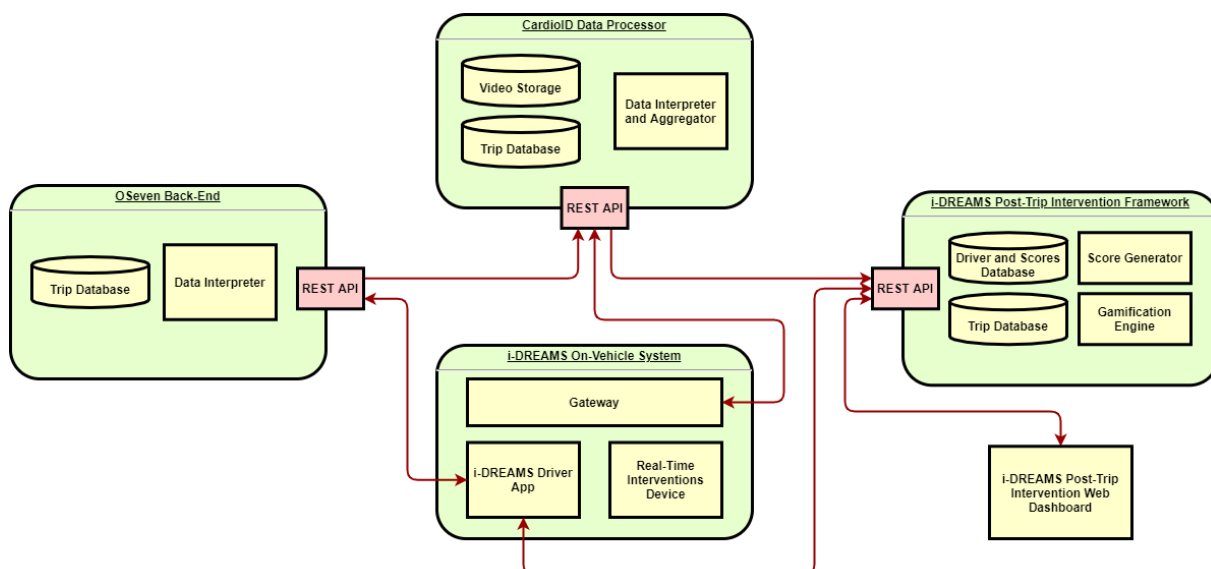 CardioID Data Processor
Video Storage
Trip Database
Data Interpreter
and Aggregator
REST API
OSeven Back-End
Trip Database
Data Interpreter
REST API
i-DREAMS Post-Trip Intervention Framework
Driver and Scores
Database
Score Generator
Trip Database
Gamification
Engine
REST API
i-DREAMS On-Vehicle System
Gateway
i-DREAMS Driver
App
Real-Time
Interventions
Device
i-DREAMS Post-Trip
Intervention Web
Dashboard